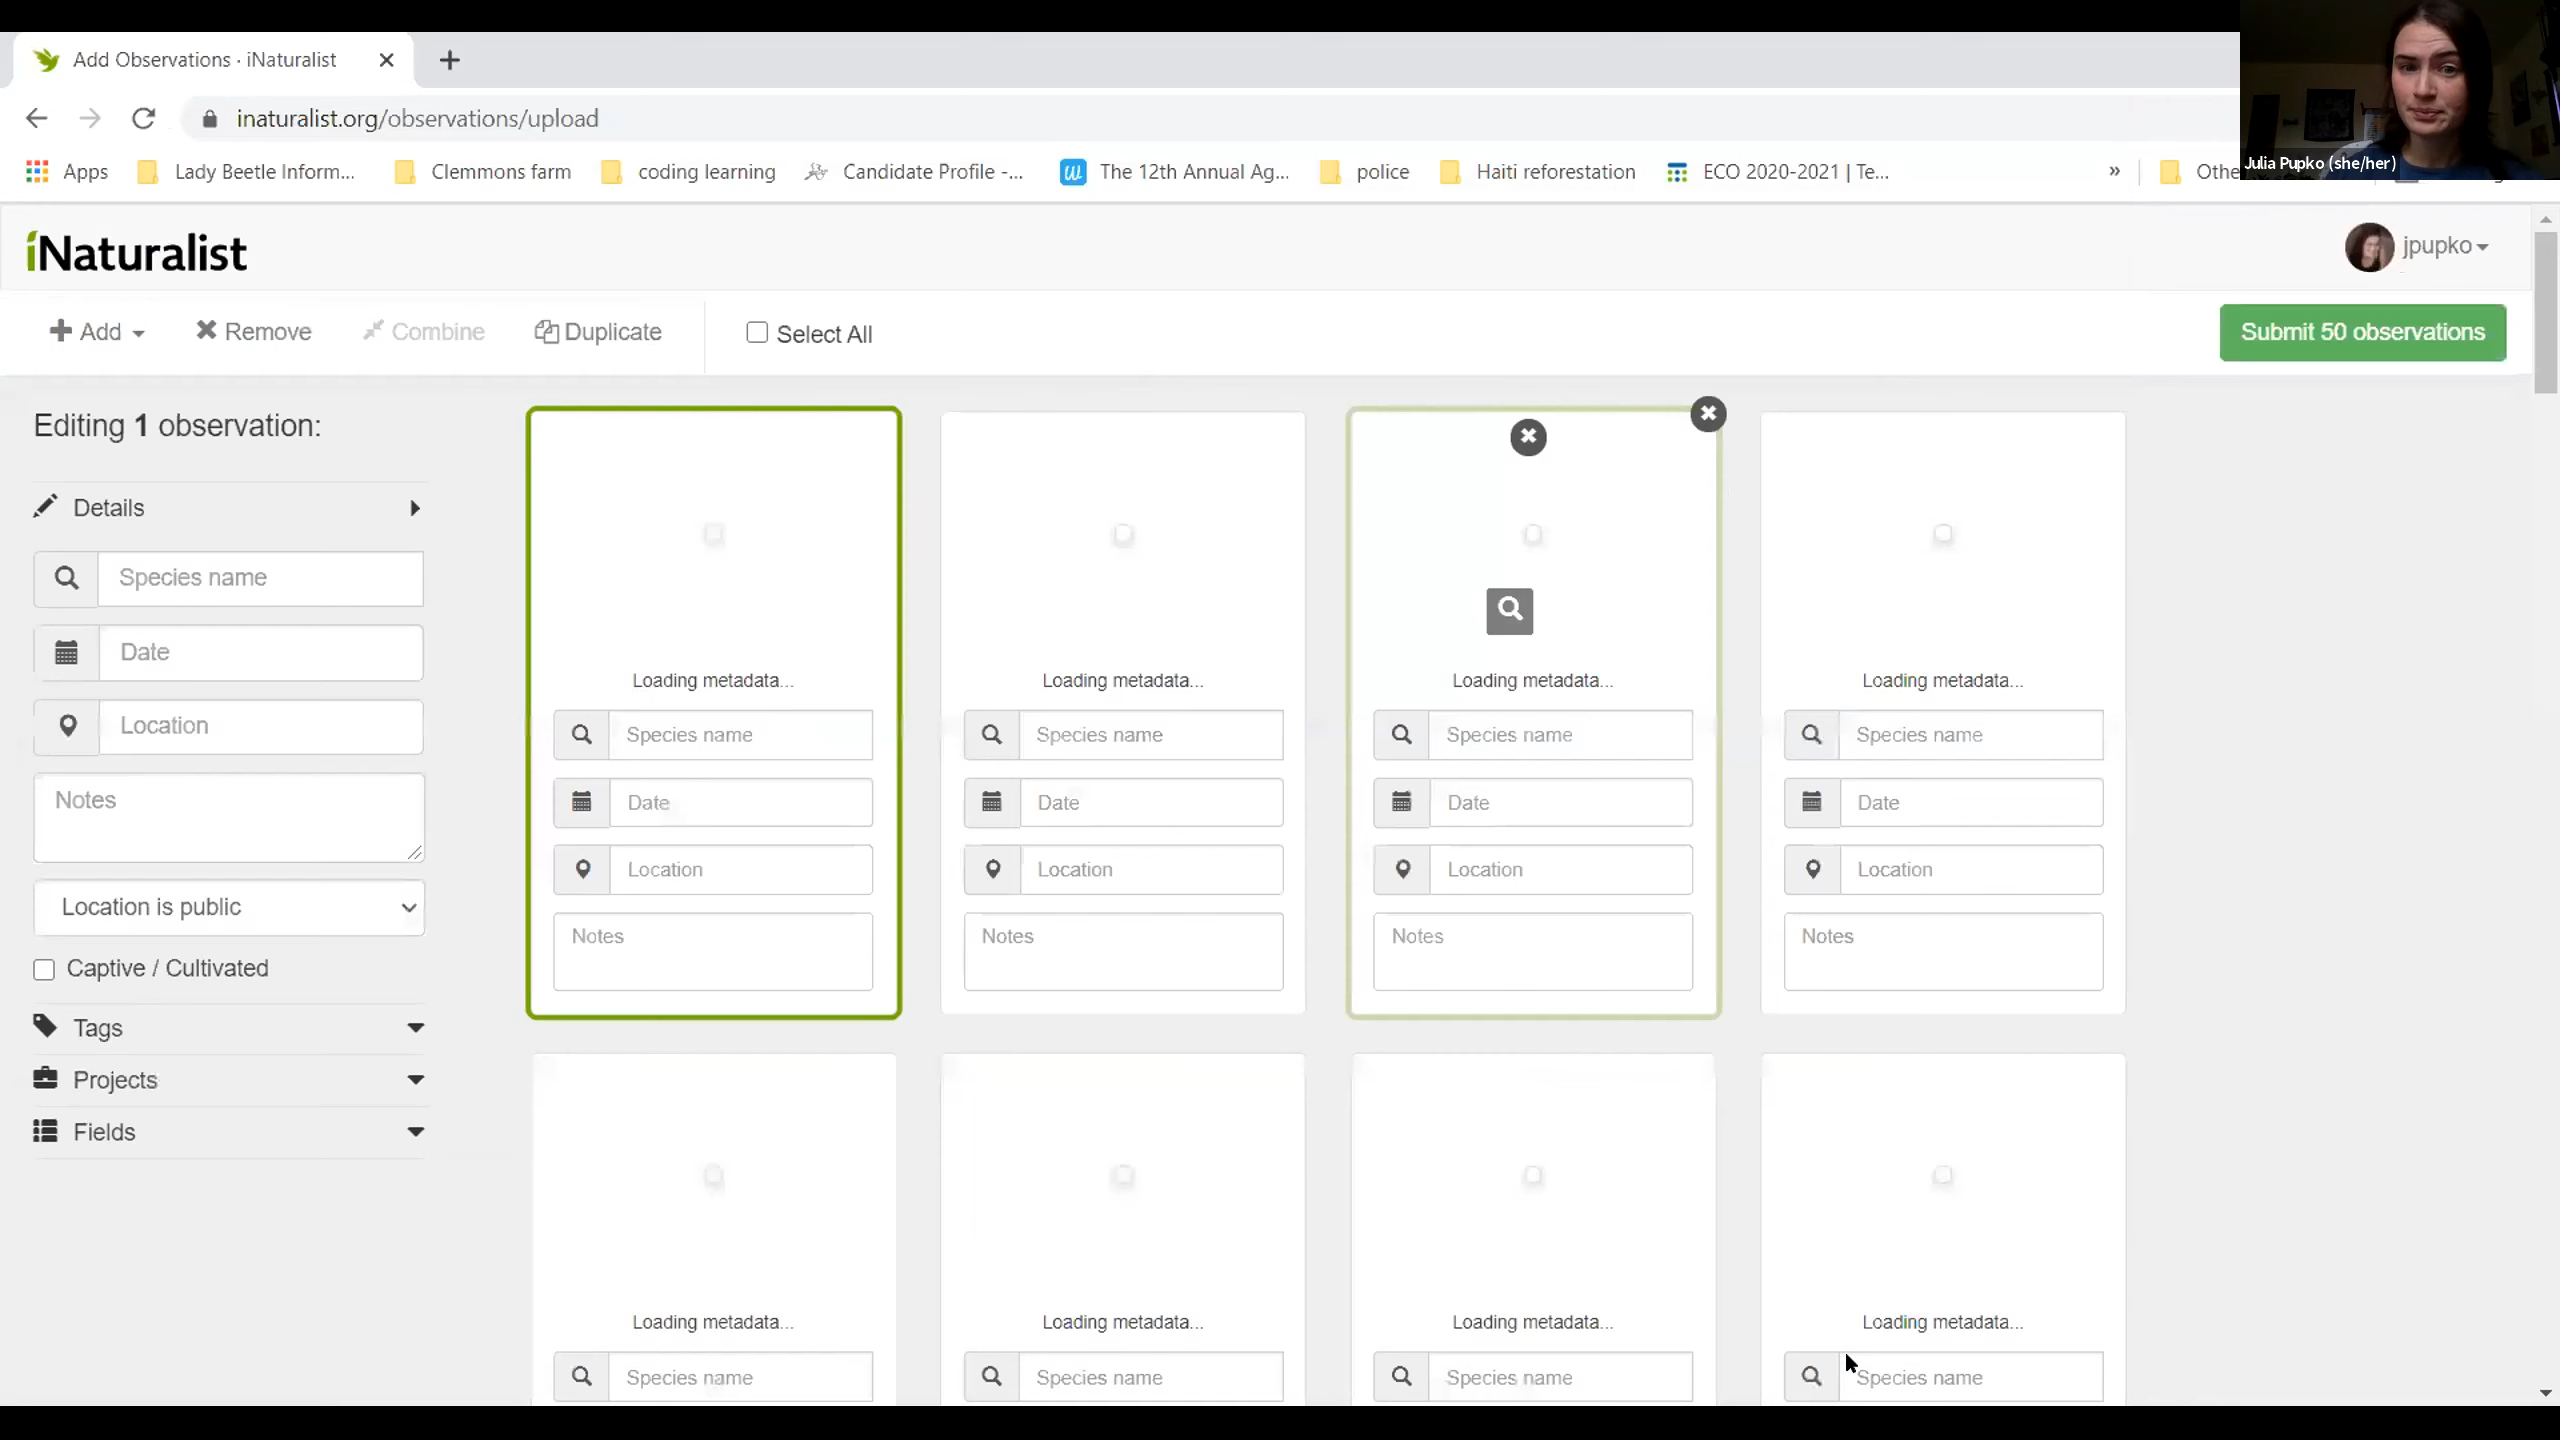 Add Observations · iNaturalist
inaturalist.org/observations/upload
Apps Lady Beetle Inform... Clemmons farm coding learning Candidate Profile -... The 12th Annual Ag... police Haiti reforestation ECO 2020-2021 | Te... » Othe
Julia Pupko (she/her)
iNaturalist
jpupko
Add Remove Combine Duplicate Select All Submit 50 observations
Editing 1 observation:
Details
Species name
Date
Location
Notes
Location is public
Captive / Cultivated
Tags
Projects
Fields
Loading metadata... Loading metadata... Loading metadata... Loading metadata...
Species name Species name Species name Species name
Date Date Date Date
Location Location Location Location
Notes Notes Notes Notes
Loading metadata... Loading metadata... Loading metadata... Loading metadata...
Species name Species name Species name Species name